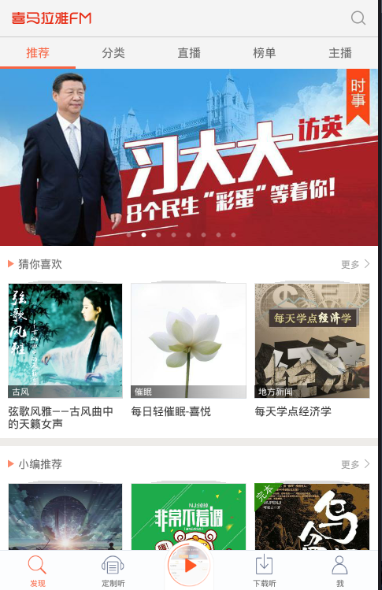 喜马拉雅FM
推荐 分类 直播 榜单 主播
时事
习大大访英
8个民生“彩蛋”等着你!
猜你喜欢 更多
弦歌风雅
每天学点经济学
古风 催眠 地方新闻
弦歌风雅——古风曲中的天籁女声
每日轻催眠-喜悦
每天学点经济学
小编推荐 更多
非常不着调
完本
发现 定制听 下载听 我